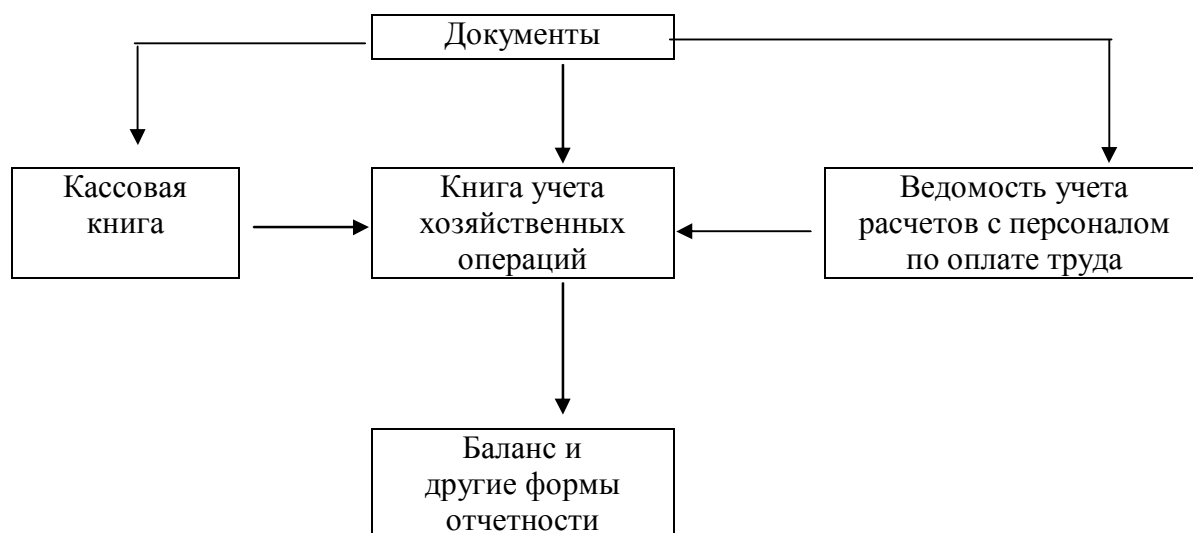 Документы
Кассовая
книга
Книга учета
хозяйственных
операций
Ведомость учета
расчетов с персоналом
по оплате труда
Баланс и
другие формы
отчетности